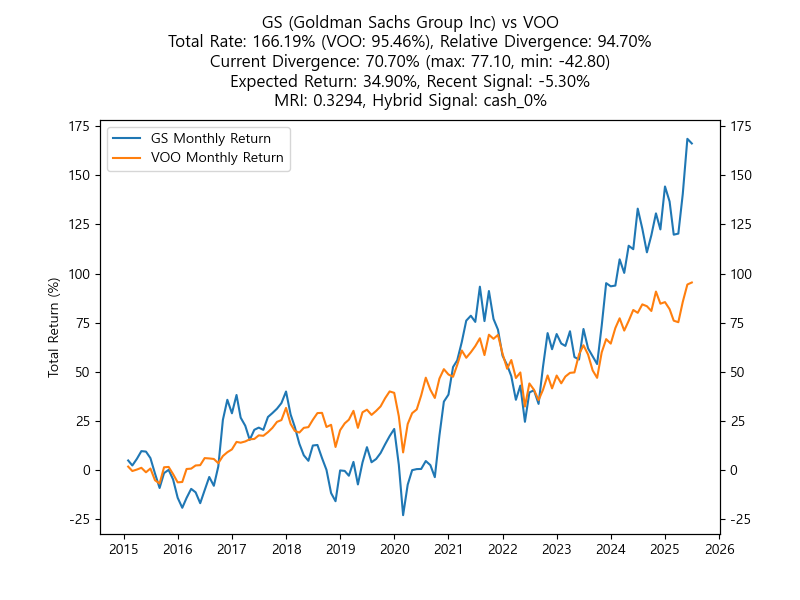 GS (Goldman Sachs Group Inc) vs VOO
Total Rate: 166.19% (VOO: 95.46%), Relative Divergence: 94.70%
Current Divergence: 70.70% (max: 77.10, min: -42.80)
Expected Return: 34.90%, Recent Signal: -5.30%
MRI: 0.3294, Hybrid Signal: cash_0%
GS Monthly Return
VOO Monthly Return
Total Return (%)
175
150
125
100
75
50
25
0
-25
175
150
125
100
75
50
25
0
-25
2015 2016 2017 2018 2019 2020 2021 2022 2023 2024 2025 2026